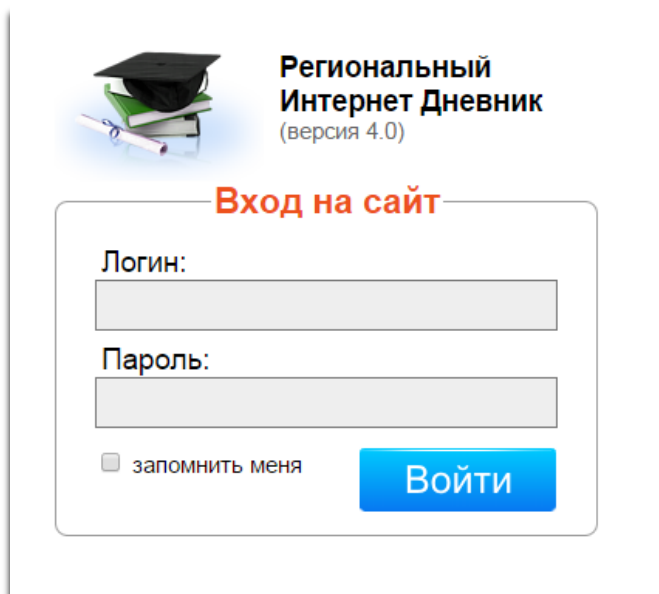 Региональный
Интернет Дневник
(версия 4.0)
Вход на сайт
Логин:
Пароль:
запомнить меня
Войти